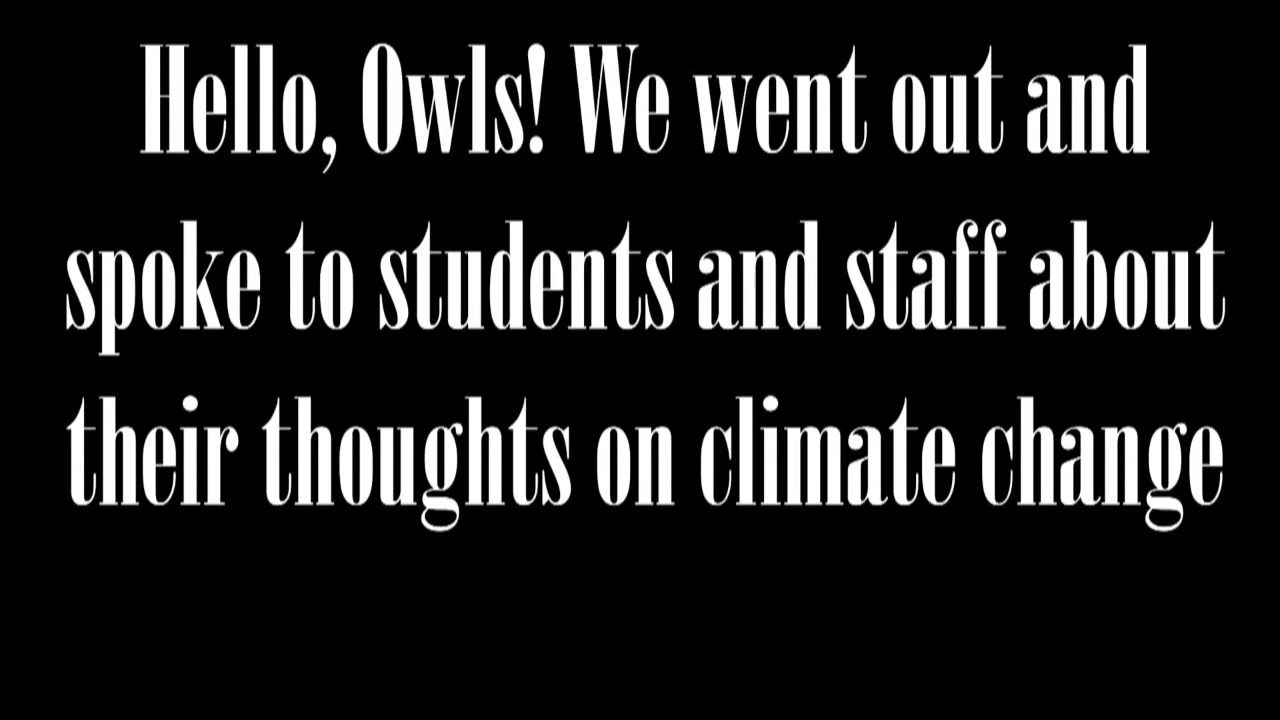 Hello, Owls! We went out and
spoke to students and staff about
their thoughts on climate change